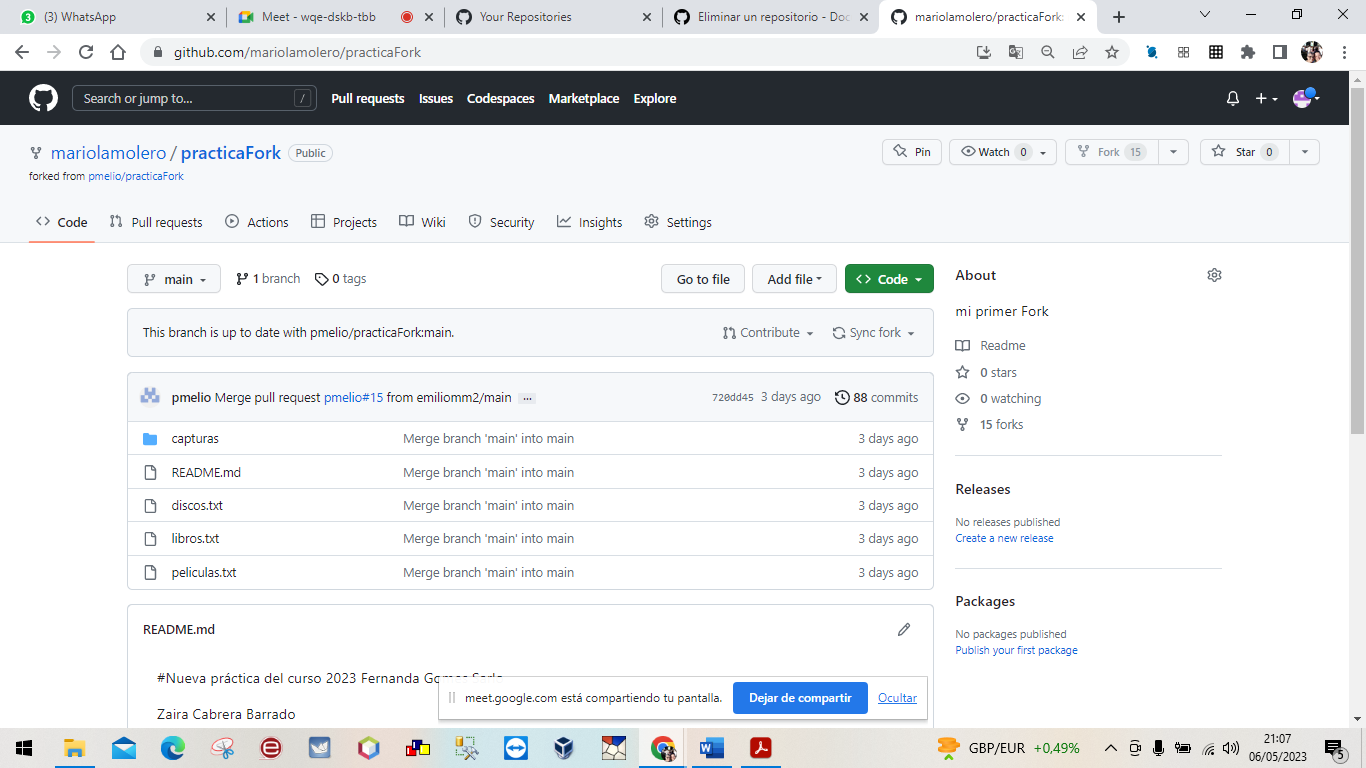 (3) WhatsApp
Meet - wqe-dskb-tbb
Your Repositories
Eliminar un repositorio - Doc
mariolamolero/practicaFork:
github.com/mariolamolero/practicaFork
Search or jump to... /
Pull requests Issues Codespaces Marketplace Explore
mariolamolero / practicaFork Public
Pin Watch 0 Fork 15 Star 0
forked from pmelio/practicaFork
Code Pull requests Actions Projects Wiki Security Insights Settings
main 1 branch 0 tags Go to file Add file Code
This branch is up to date with pmelio/practicaFork:main. Contribute Sync fork
pmelio Merge pull request pmelio#15 from emiliomm2/main ... 720dd45 3 days ago 88 commits
capturas Merge branch 'main' into main 3 days ago
README.md Merge branch 'main' into main 3 days ago
discos.txt Merge branch 'main' into main 3 days ago
libros.txt Merge branch 'main' into main 3 days ago
peliculas.txt Merge branch 'main' into main 3 days ago
README.md
#Nueva práctica del curso 2023 Fernanda
Zaira Cabrera Barrado
About
mi primer Fork
Readme
0 stars
0 watching
15 forks
Releases
No releases published
Create a new release
Packages
No packages published
Publish your first package
meet.google.com está compartiendo tu pantalla. Dejar de compartir Ocultar
GBP/EUR +0,49%
21:07
06/05/2023
5